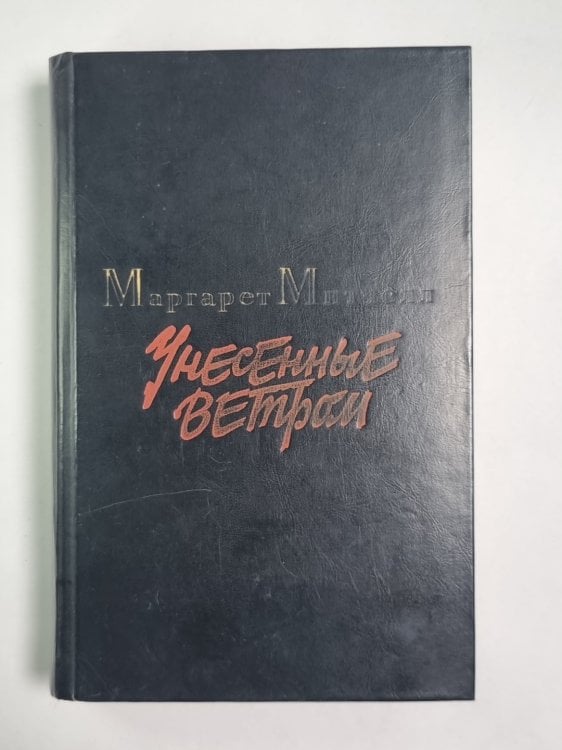 Маргарет Митчелл
Унесенные
ветром